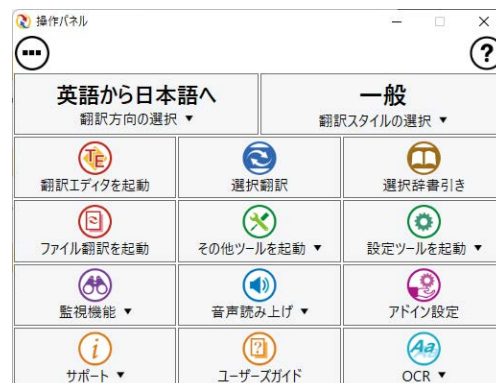 操作パネル
英語から日本語へ
翻訳方向の選択 ▼
一般
翻訳スタイルの選択 ▼
TE
翻訳エディタを起動
選択翻訳
選択辞書引き
ファイル翻訳を起動
その他ツールを起動 ▼
設定ツールを起動 ▼
監視機能 ▼
音声読み上げ ▼
アドイン設定
i
サポート ▼
?
ユーザーズガイド
Aa
OCR ▼